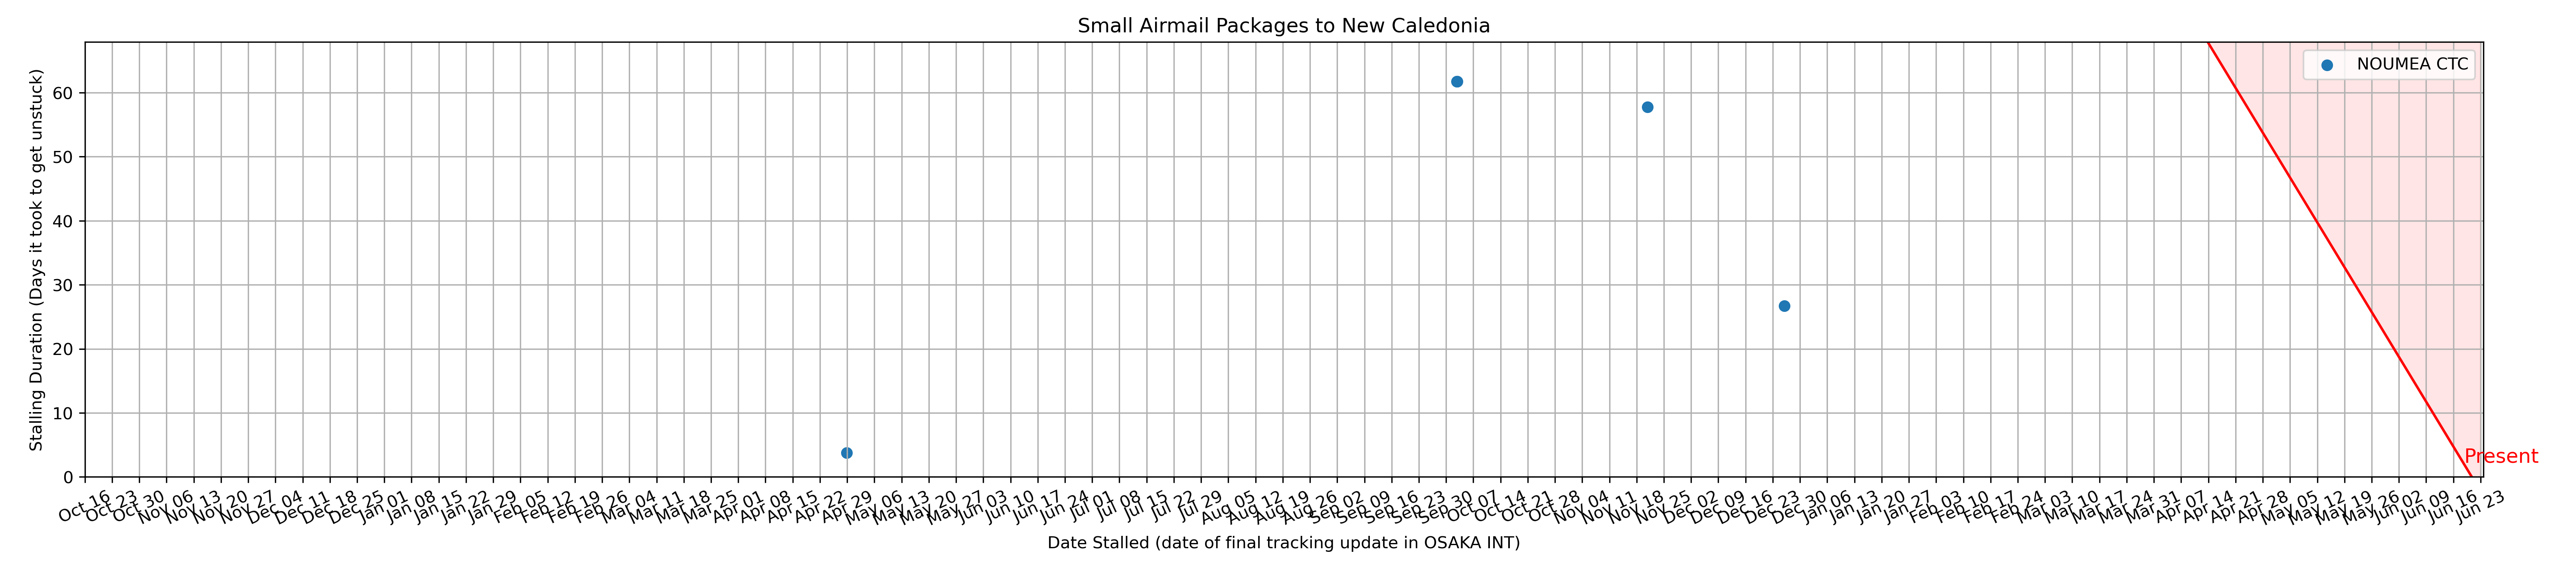 Small Airmail Packages to New Caledonia
NOUMEA CTC
Stalling Duration (Days it took to get unstuck)
60
50
40
30
20
10
0
Present
Oct 16 Oct 23 Oct 30 Nov 06 Nov 13 Nov 20 Nov 27 Dec 04 Dec 11 Dec 18 Dec 25 Jan 01 Jan 08 Jan 15 Jan 22 Jan 29 Feb 05 Feb 12 Feb 19 Feb 26 Mar 04 Mar 11 Mar 18 Mar 25 Apr 01 Apr 08 Apr 15 Apr 22 Apr 29 May 06 May 13 May 20 May 27 Jun 03 Jun 10 Jun 17 Jun 24 Jul 01 Jul 08 Jul 15 Jul 22 Jul 29 Aug 05 Aug 12 Aug 19 Aug 26 Sep 02 Sep 09 Sep 16 Sep 23 Sep 30 Oct 07 Oct 14 Oct 21 Oct 28 Nov 04 Nov 11 Nov 18 Nov 25 Dec 02 Dec 09 Dec 16 Dec 23 Dec 30 Jan 06 Jan 13 Jan 20 Jan 27 Feb 03 Feb 10 Feb 17 Feb 24 Mar 03 Mar 10 Mar 17 Mar 24 Mar 31 Apr 07 Apr 14 Apr 21 Apr 28 May 05 May 12 May 19 May 26 Jun 02 Jun 09 Jun 16 Jun 23
Date Stalled (date of final tracking update in OSAKA INT)